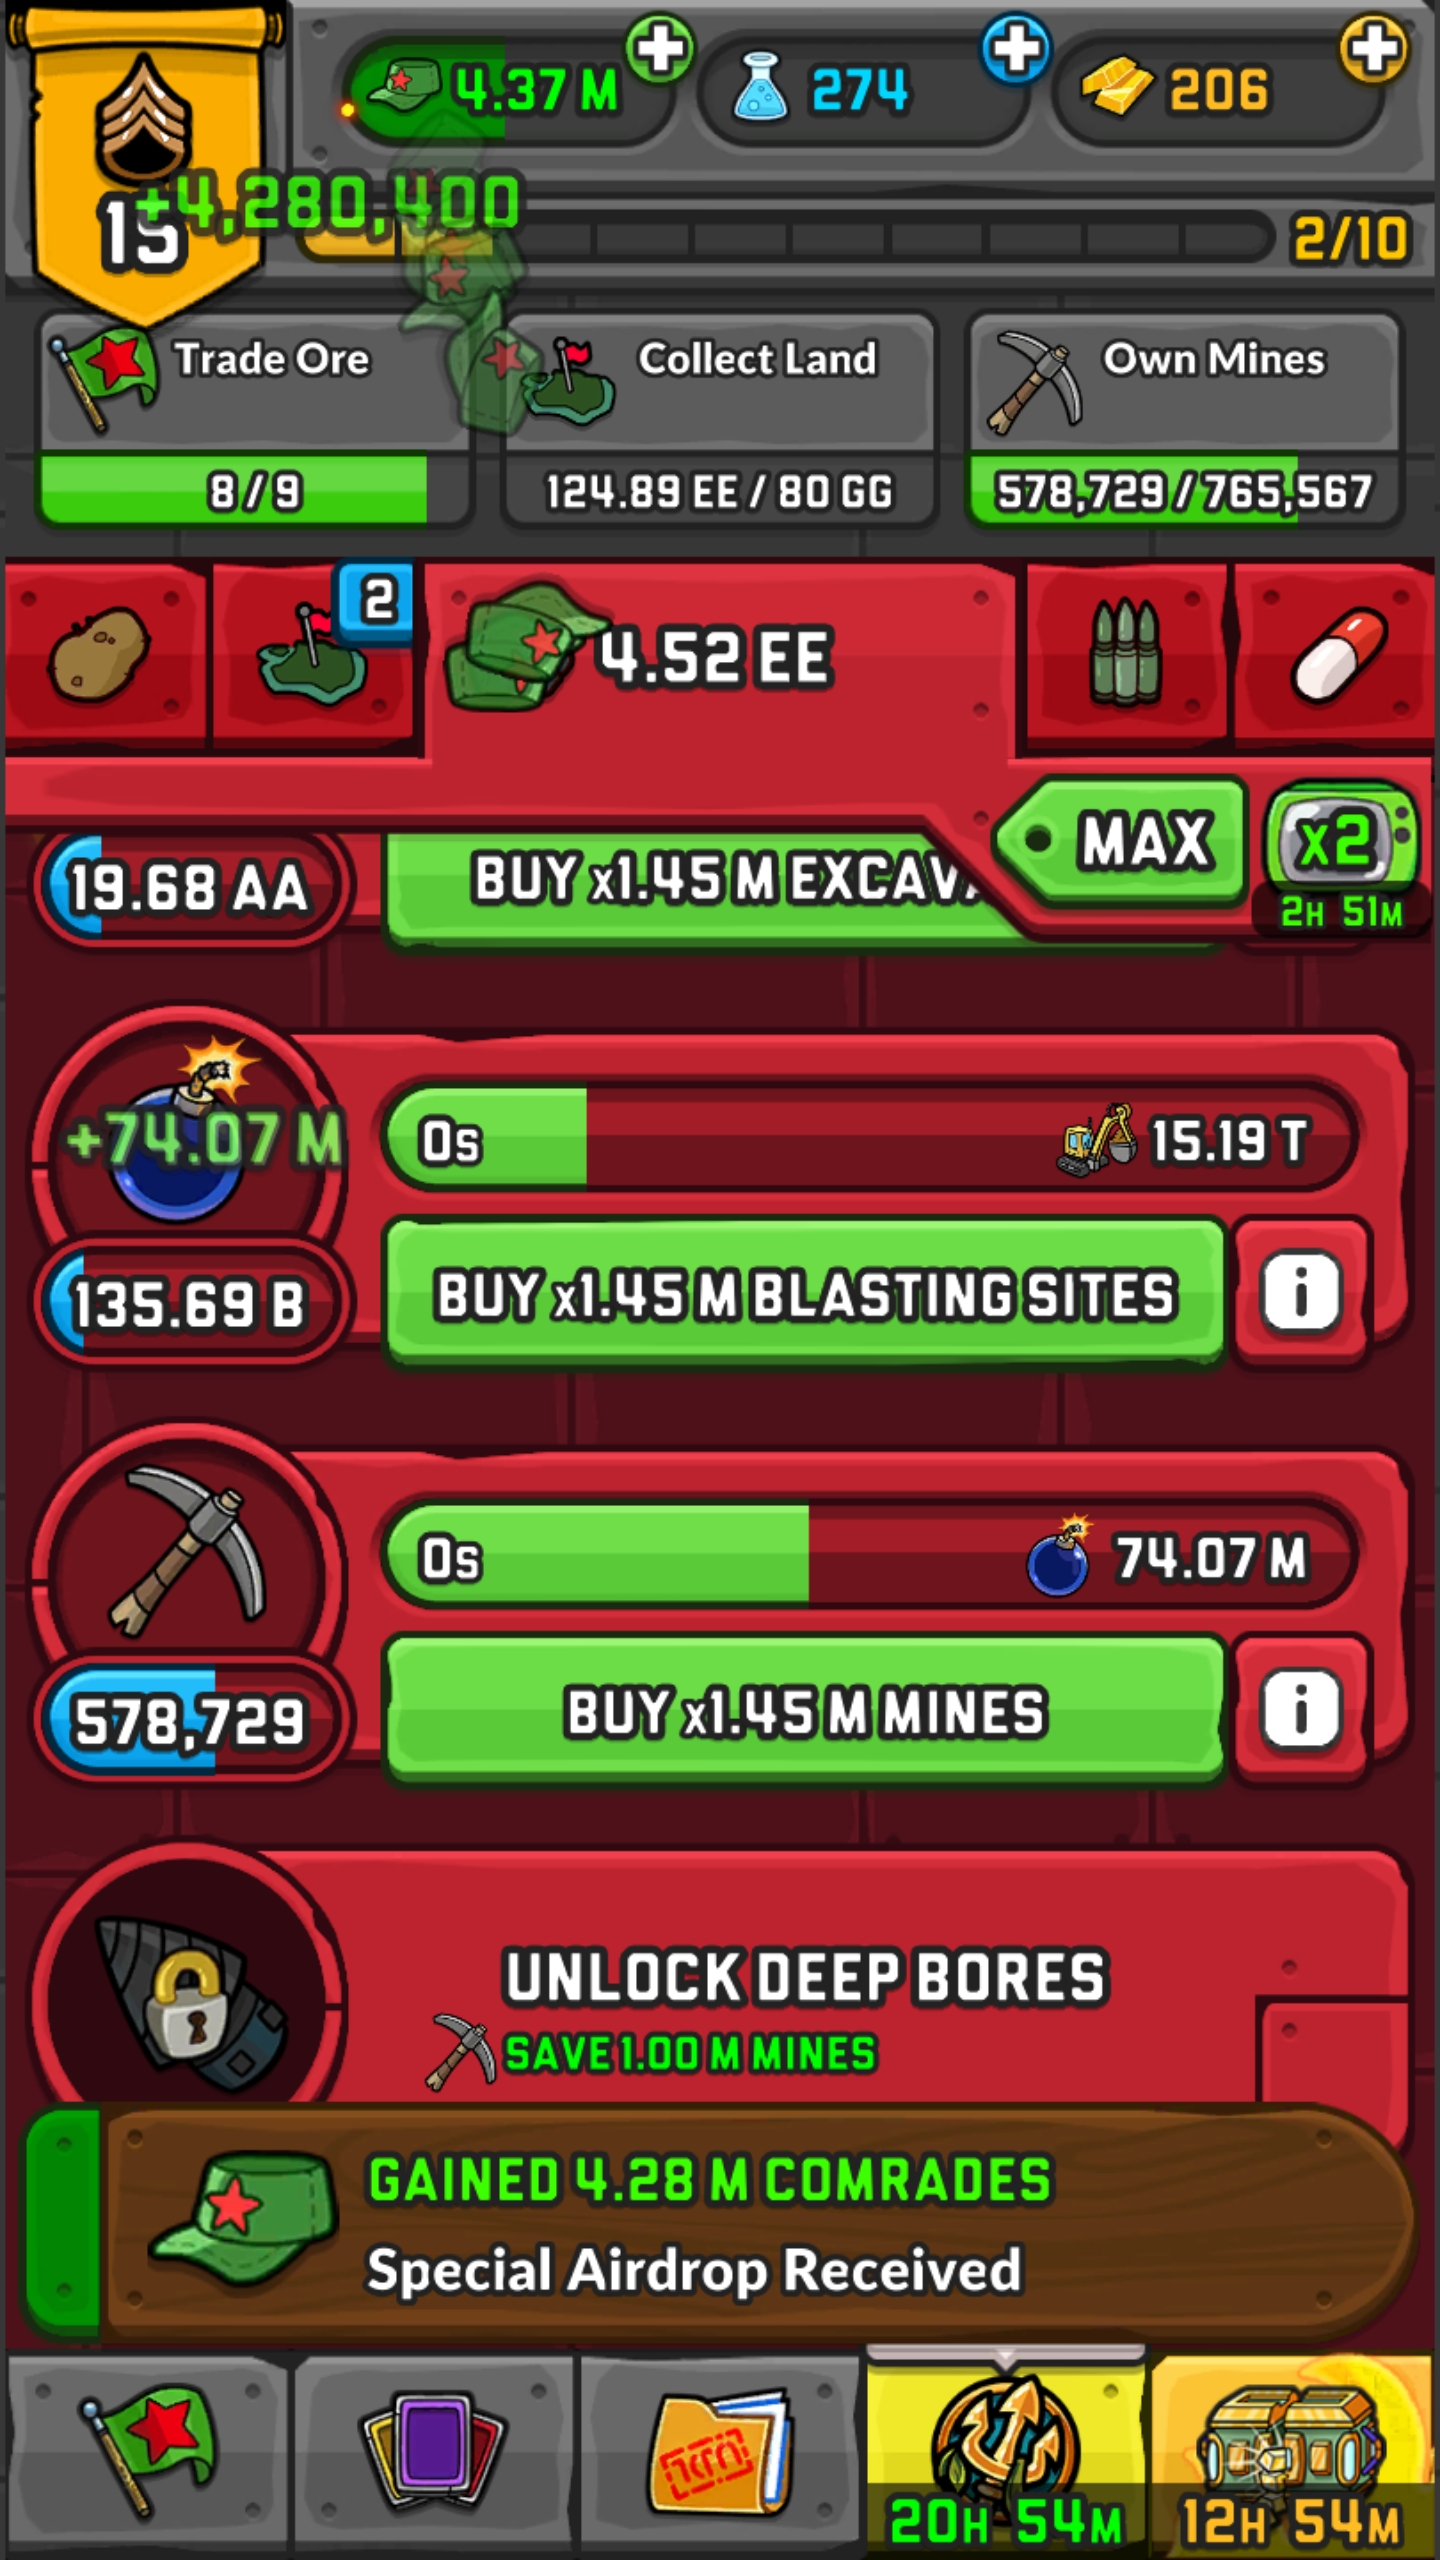 4.37 M
274
206
15
+4,280,400
2/10
Trade Ore
Collect Land
Own Mines
8/9
124.89 EE / 80 GG
578,729/765,567
2
4.52 EE
MAX
x2
2H 51M
19.68 AA
BUY x1.45 M EXCAV
+74.07 M
0s
15.19 T
135.69 B
BUY x1.45 M BLASTING SITES
i
0s
74.07 M
578,729
BUY x1.45 M MINES
i
UNLOCK DEEP BORES
SAVE 1.00 M MINES
GAINED 4.28 M COMRADES
Special Airdrop Received
20H 54M
12H 54M